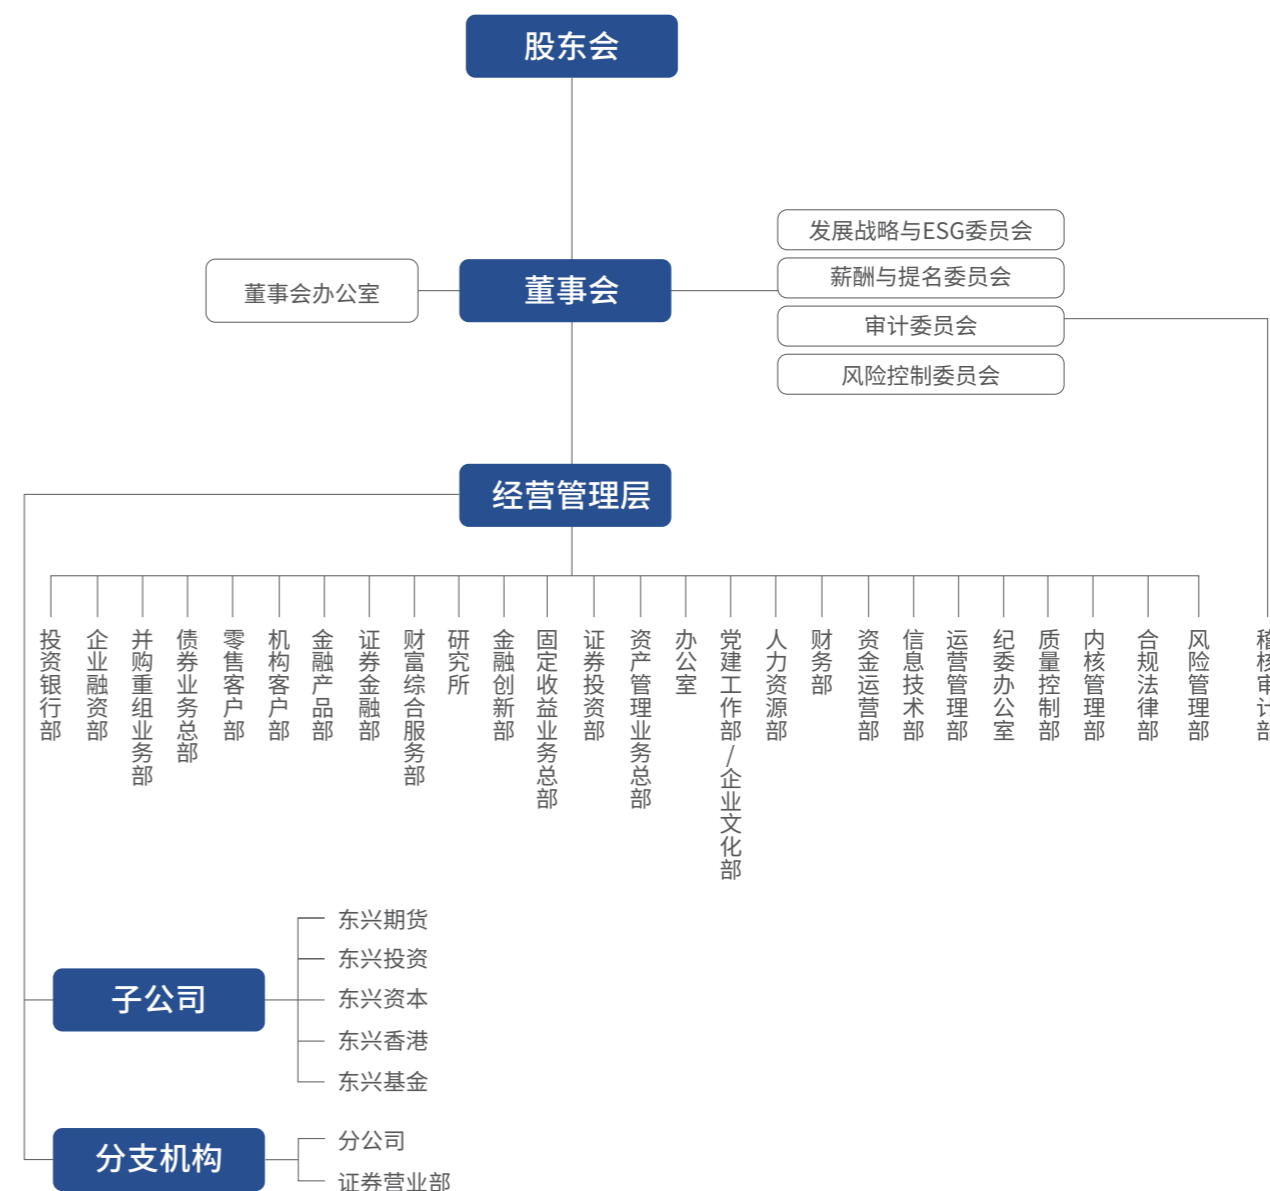 股东会
发展战略与ESG委员会
薪酬与提名委员会
董事会办公室
董事会
审计委员会
风险控制委员会
经营管理层
投资银行部
企业融资部
并购重组业务部
债券业务总部
零售客户部
机构客户部
金融产品部
证券金融部
财富综合服务部
研究所
金融创新部
固定收益业务总部
证券投资部
资产管理业务总部
办公室
党建工作部/企业文化部
人力资源部
财务部
资金运营部
信息技术部
运营管理部
纪委办公室
质量控制部
内核管理部
合规法律部
风险管理部
稽核审计部
子公司
东兴期货
东兴投资
东兴资本
东兴香港
东兴基金
分支机构
分公司
证券营业部